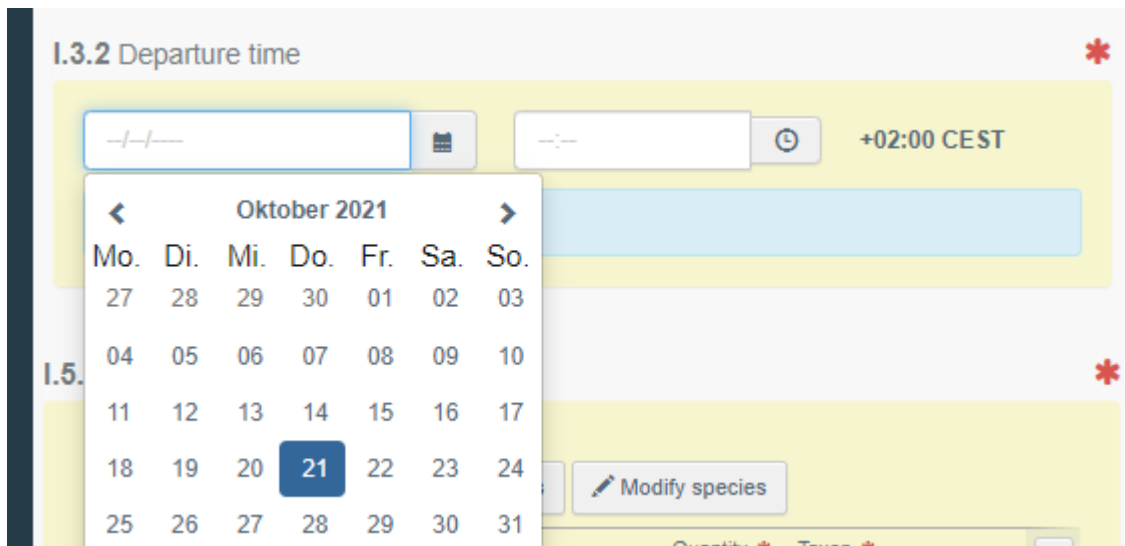 I.3.2 Departure time *
--/--/---- --:-- +02:00 CEST
Oktober 2021
Mo. Di. Mi. Do. Fr. Sa. So.
27 28 29 30 01 02 03
04 05 06 07 08 09 10
I.5. *
11 12 13 14 15 16 17
18 19 20 21 22 23 24
Modify species
25 26 27 28 29 30 31
Quantity * Taxon *